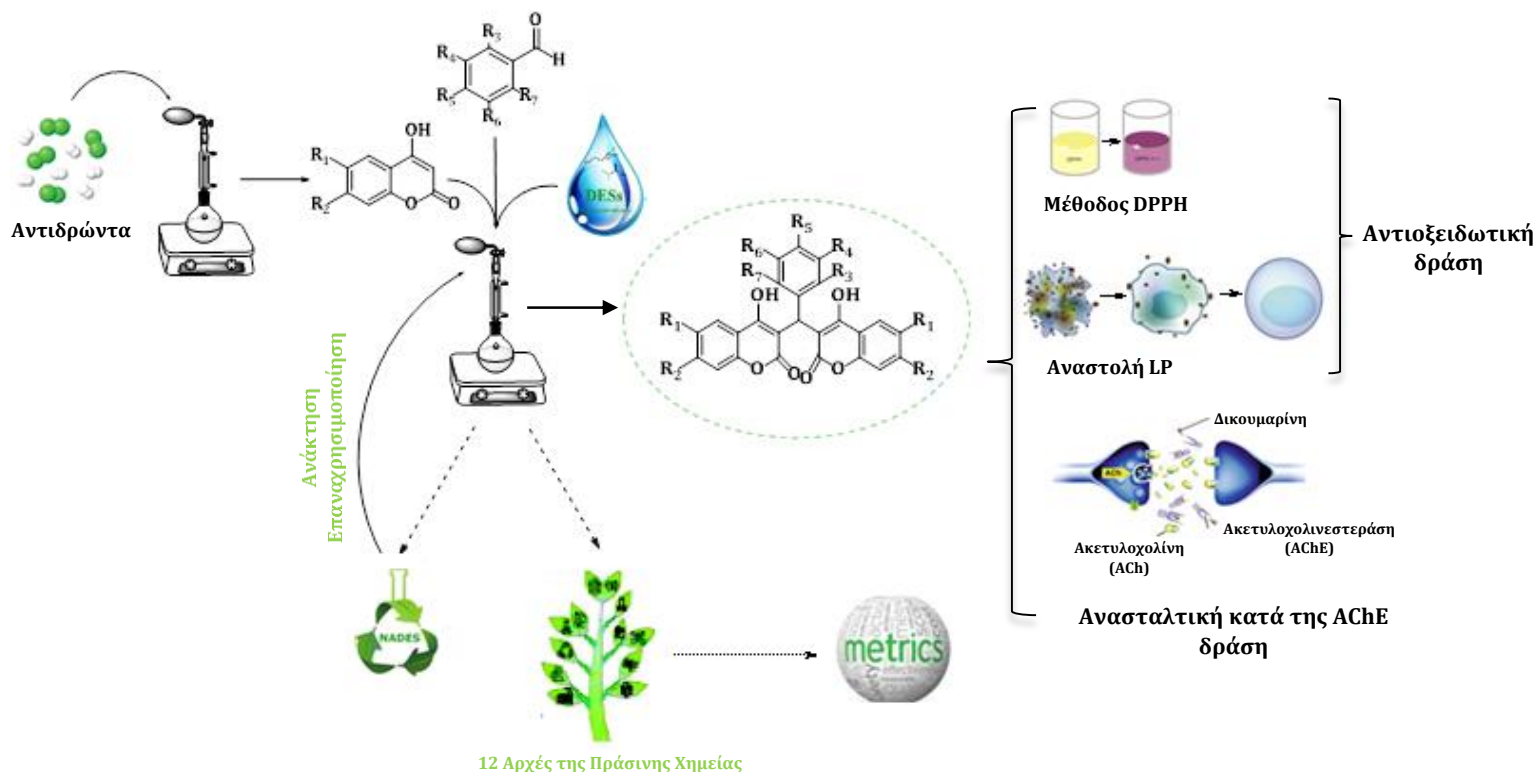 Αντιδρώντα
R1
R2
OH
O
O
R3
R4
R5
R6
R7
O
H
DESs
Ανάκτηση
Επαναχρησιμοποίηση
NADES
12 Αρχές της Πράσινης Χημείας
metrics
R5
R6
R4
R7
R3
OH
OH
R1
R1
R2
O
O
O
O
R2
Μέθοδος DPPH
Αναστολή LP
Αντιοξειδωτική
δράση
Δικουμαρίνη
ACh
Ακετυλοχολίνη
(ACh)
Ακετυλοχολινεστεράση
(AChE)
Ανασταλτική κατά της AChE
δράση